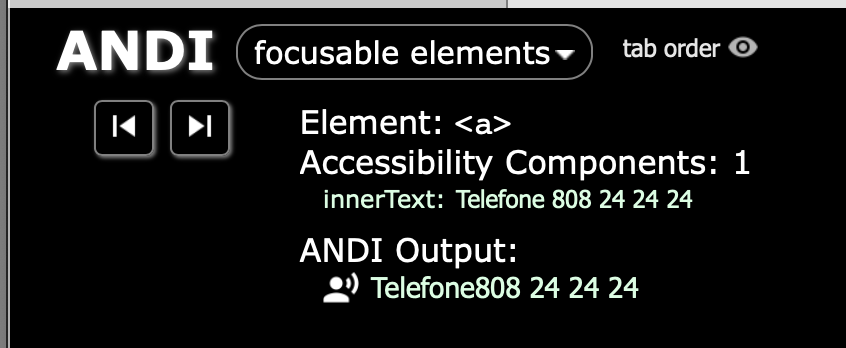 ANDI focusable elements tab order
Element: <a>
Accessibility Components: 1
innerText: Telefone 808 24 24 24
ANDI Output:
Telefone808 24 24 24